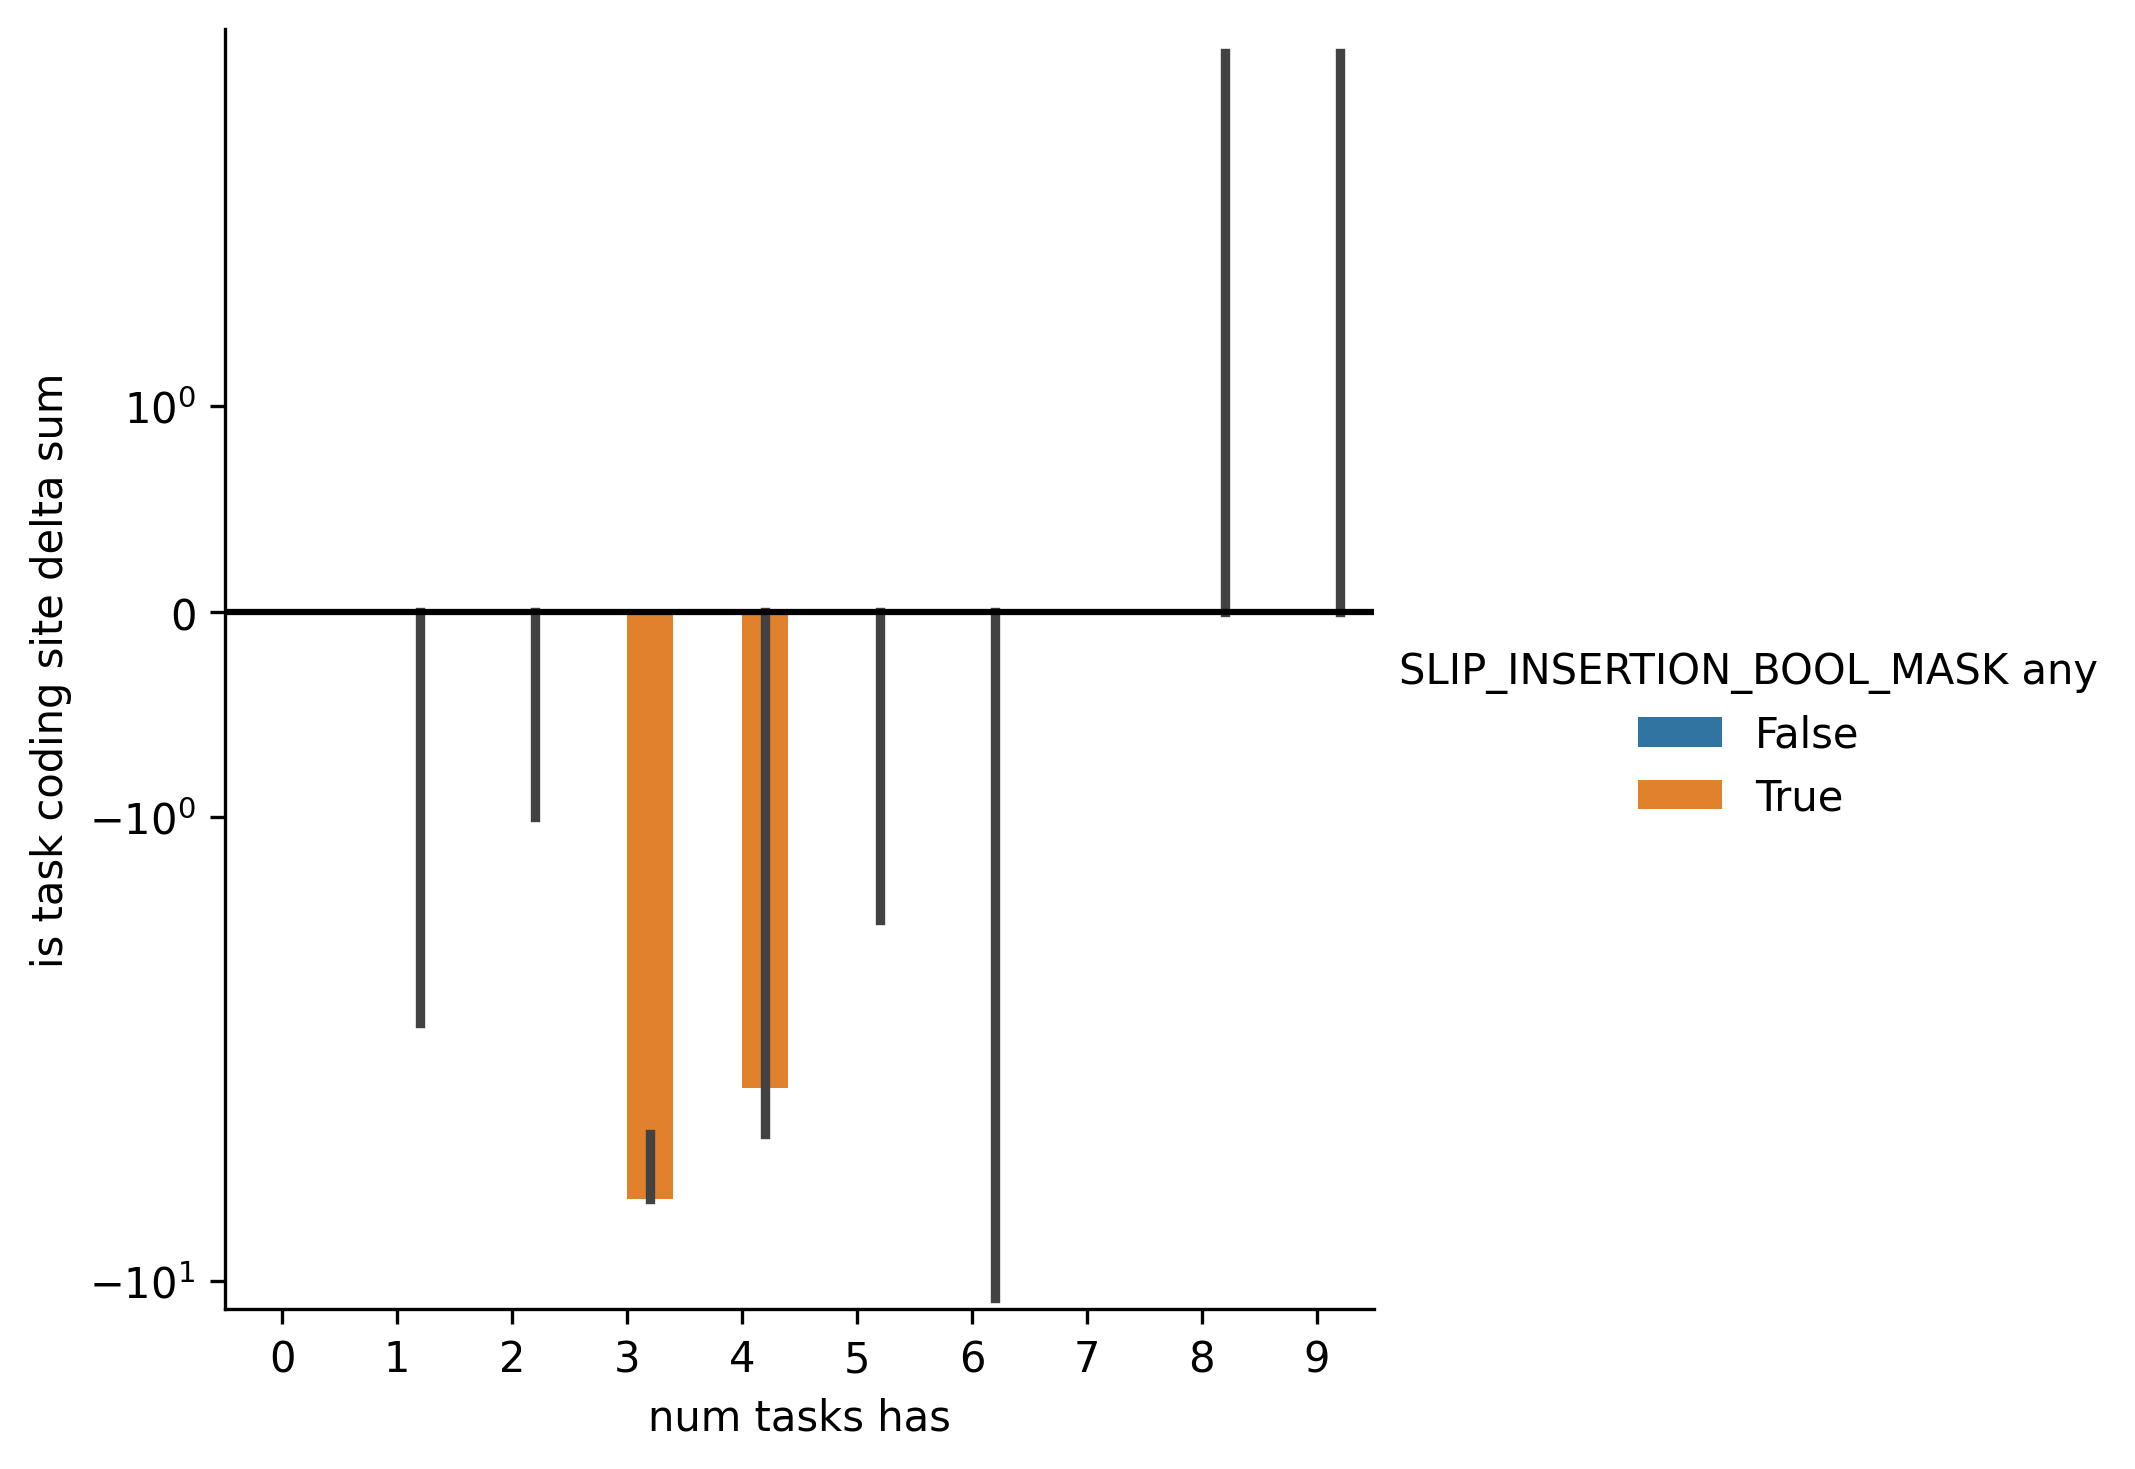 is task coding site delta sum
10⁰
0
−10⁰
−10¹
0 1 2 3 4 5 6 7 8 9
num tasks has
SLIP_INSERTION_BOOL_MASK any
False
True